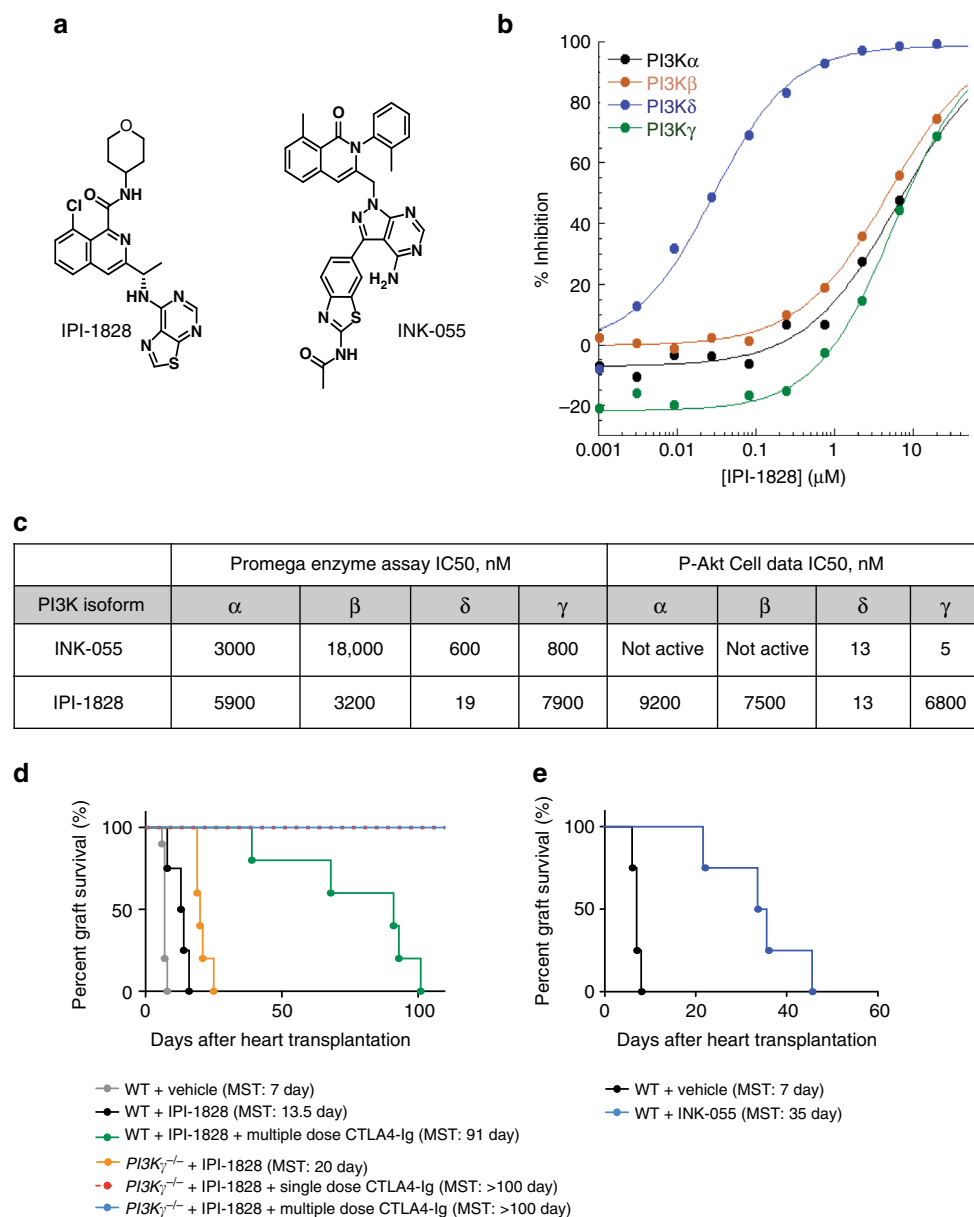 a
O
O
NH
Cl
N
HN
N
N
N
S
IPI-1828
O
N
N
N
N
N
H₂N
S
N
NH
O
INK-055
b
PI3Kα
PI3Kβ
PI3Kδ
PI3Kγ
100
80
60
40
20
0
−20
% Inhibition
0.001 0.01 0.1 1 10
[IPI-1828] (μM)
c
Promega enzyme assay IC50, nM P-Akt Cell data IC50, nM
PI3K isoform α β δ γ α β δ γ
INK-055 3000 18,000 600 800 Not active Not active 13 5
IPI-1828 5900 3200 19 7900 9200 7500 13 6800
d
Percent graft survival (%)
100
50
0
0 50 100
Days after heart transplantation
WT + vehicle (MST: 7 day)
WT + IPI-1828 (MST: 13.5 day)
WT + IPI-1828 + multiple dose CTLA4-Ig (MST: 91 day)
PI3Kγ−/− + IPI-1828 (MST: 20 day)
PI3Kγ−/− + IPI-1828 + single dose CTLA4-Ig (MST: >100 day)
PI3Kγ−/− + IPI-1828 + multiple dose CTLA4-Ig (MST: >100 day)
e
Percent graft survival (%)
100
50
0
0 20 40 60
Days after heart transplantation
WT + vehicle (MST: 7 day)
WT + INK-055 (MST: 35 day)